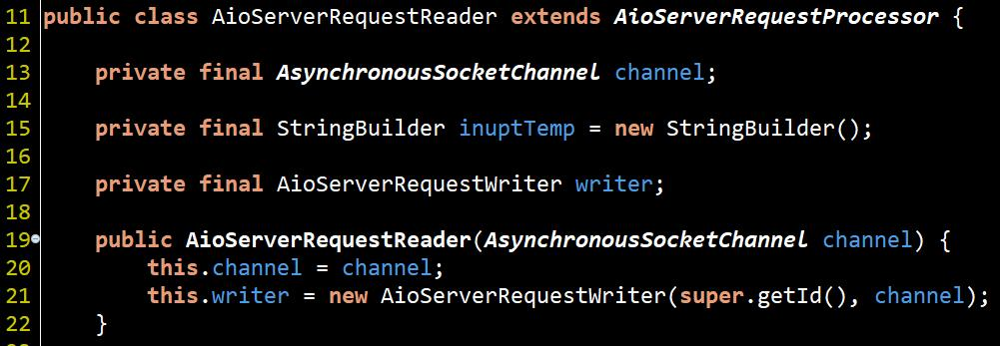 11 public class AioServerRequestReader extends AioServerRequestProcessor {
12
13     private final AsynchronousSocketChannel channel;
14
15     private final StringBuilder inuptTemp = new StringBuilder();
16
17     private final AioServerRequestWriter writer;
18
19     public AioServerRequestReader(AsynchronousSocketChannel channel) {
20         this.channel = channel;
21         this.writer = new AioServerRequestWriter(super.getId(), channel);
22     }